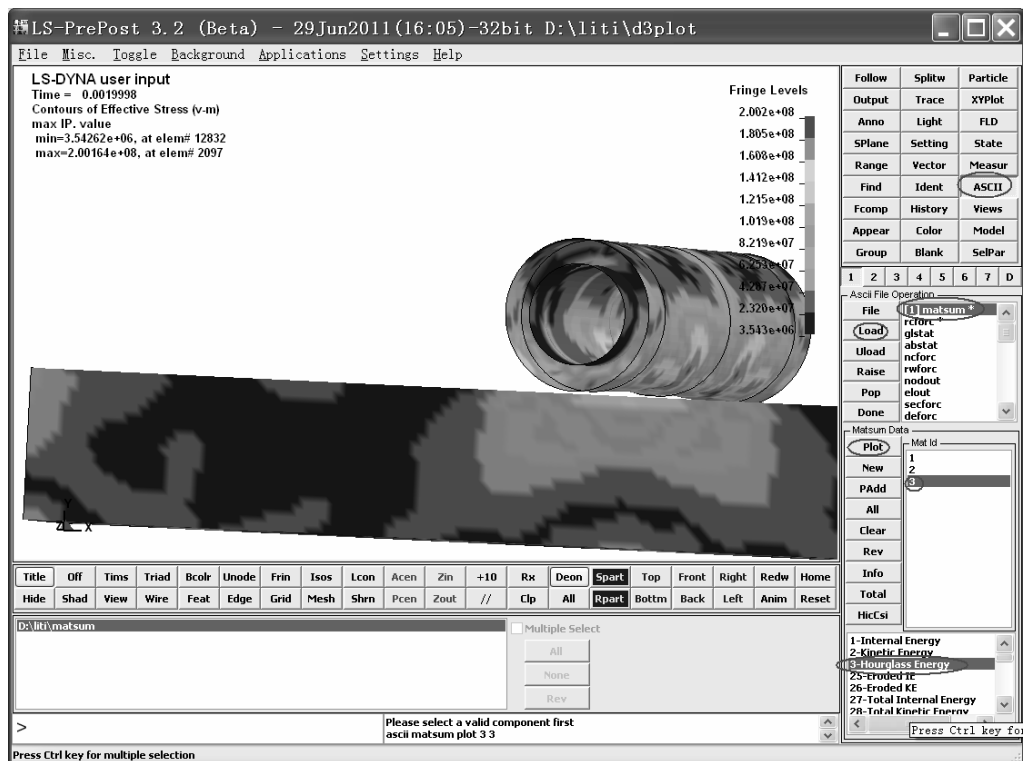 LS-PrePost 3.2 (Beta) - 29Jun2011(16:05)-32bit D:\liti\d3plot
File Misc. Toggle Background Applications Settings Help
LS-DYNA user input
Time = 0.0019998
Contours of Effective Stress (v-m)
max IP. value
min=3.54262e+06, at elem# 12832
max=2.00164e+08, at elem# 2097
Fringe Levels
2.002e+08
1.805e+08
1.608e+08
1.412e+08
1.215e+08
1.019e+08
8.219e+07
6.253e+07
4.287e+07
2.320e+07
3.543e+06
Y
Z X
Follow Splitw Particle
Output Trace XYPlot
Anno Light FLD
SPlane Setting State
Range Vector Measur
Find Ident ASCII
Fcomp History Views
Appear Color Model
Group Blank SelPar
1 2 3 4 5 6 7 D
Ascii File Operation
File
Load
Uload
Raise
Pop
Done
[1] matsum *
rcforc *
glstat
abstat
ncforc
rwforc
nodout
elout
secforc
deforc
Matsum Data
Plot
New
PAdd
All
Clear
Rev
Info
Total
HicCsi
Mat Id
1
2
3
1-Internal Energy
2-Kinetic Energy
3-Hourglass Energy
25-Eroded IE
26-Eroded KE
27-Total Internal Energy
28-Total Kinetic Energy
Press Ctrl key for
Title Off Tims Triad Bcolr Unode Frin Isos Lcon Acen Zin +10 Rx Deon Spart Top Front Right Redw Home
Hide Shad View Wire Feat Edge Grid Mesh Shrn Pcen Zout // Clp All Rpart Bottm Back Left Anim Reset
D:\liti\matsum
Multiple Select
All
None
Rev
>
Please select a valid component first
ascii matsum plot 3 3
Press Ctrl key for multiple selection